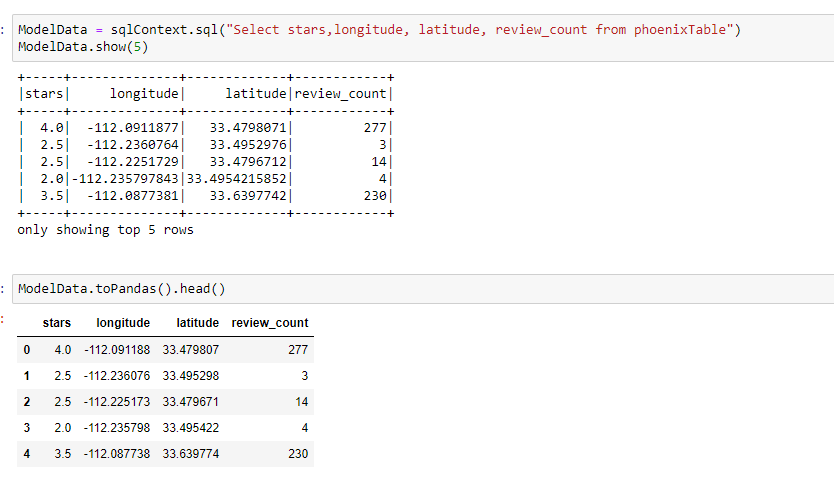 : ModelData = sqlContext.sql("Select stars,longitude, latitude, review_count from phoenixTable")
ModelData.show(5)
+-----+--------------+-------------+------------+
|stars|     longitude|     latitude|review_count|
+-----+--------------+-------------+------------+
|  4.0|  -112.0911877|   33.4798071|         277|
|  2.5|  -112.2360764|   33.4952976|           3|
|  2.5|  -112.2251729|   33.4796712|          14|
|  2.0|-112.235797843|33.4954215852|           4|
|  3.5|  -112.0877381|   33.6397742|         230|
+-----+--------------+-------------+------------+
only showing top 5 rows
: ModelData.toPandas().head()
: stars longitude latitude review_count
0 4.0 -112.091188 33.479807 277
1 2.5 -112.236076 33.495298 3
2 2.5 -112.225173 33.479671 14
3 2.0 -112.235798 33.495422 4
4 3.5 -112.087738 33.639774 230